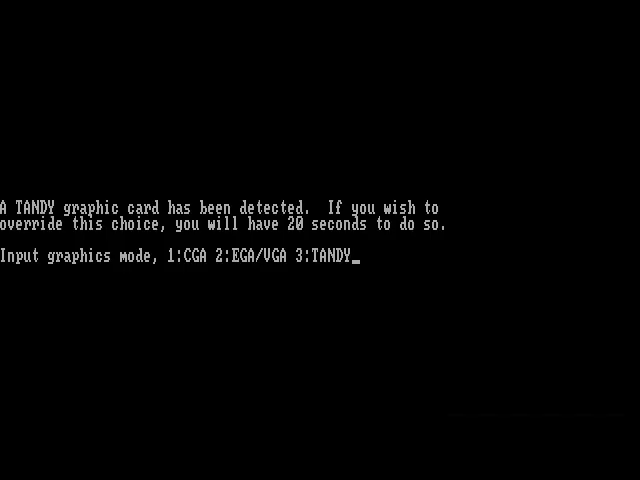 A TANDY graphic card has been detected.  If you wish to
override this choice, you will have 20 seconds to do so.
Input graphics mode, 1:CGA 2:EGA/VGA 3:TANDY_